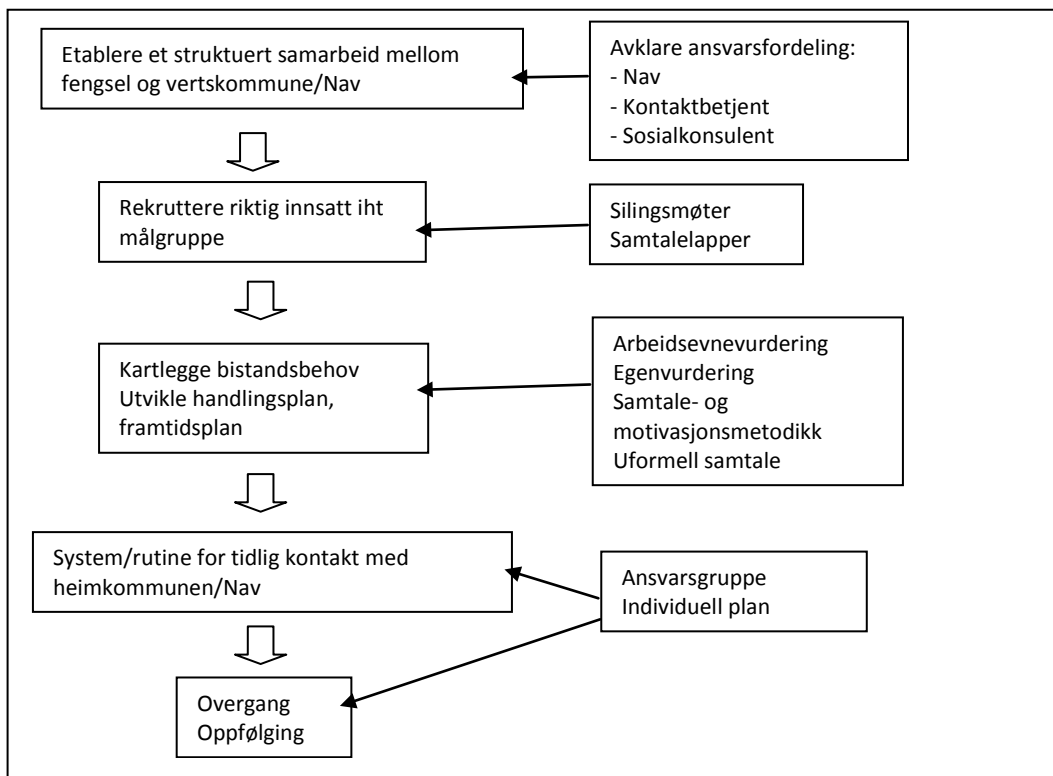 Etablere et struktuert samarbeid mellom
fengsel og vertskommune/Nav
Avklare ansvarsfordeling:
- Nav
- Kontaktbetjent
- Sosialkonsulent
Rekruttere riktig innsatt iht
målgruppe
Silingsmøter
Samtalelapper
Kartlegge bistandsbehov
Utvikle handlingsplan,
framtidsplan
Arbeidsevnevurdering
Egenvurdering
Samtale- og
motivasjonsmetodikk
Uformell samtale
System/rutine for tidlig kontakt med
heimkommunen/Nav
Ansvarsgruppe
Individuell plan
Overgang
Oppfølging